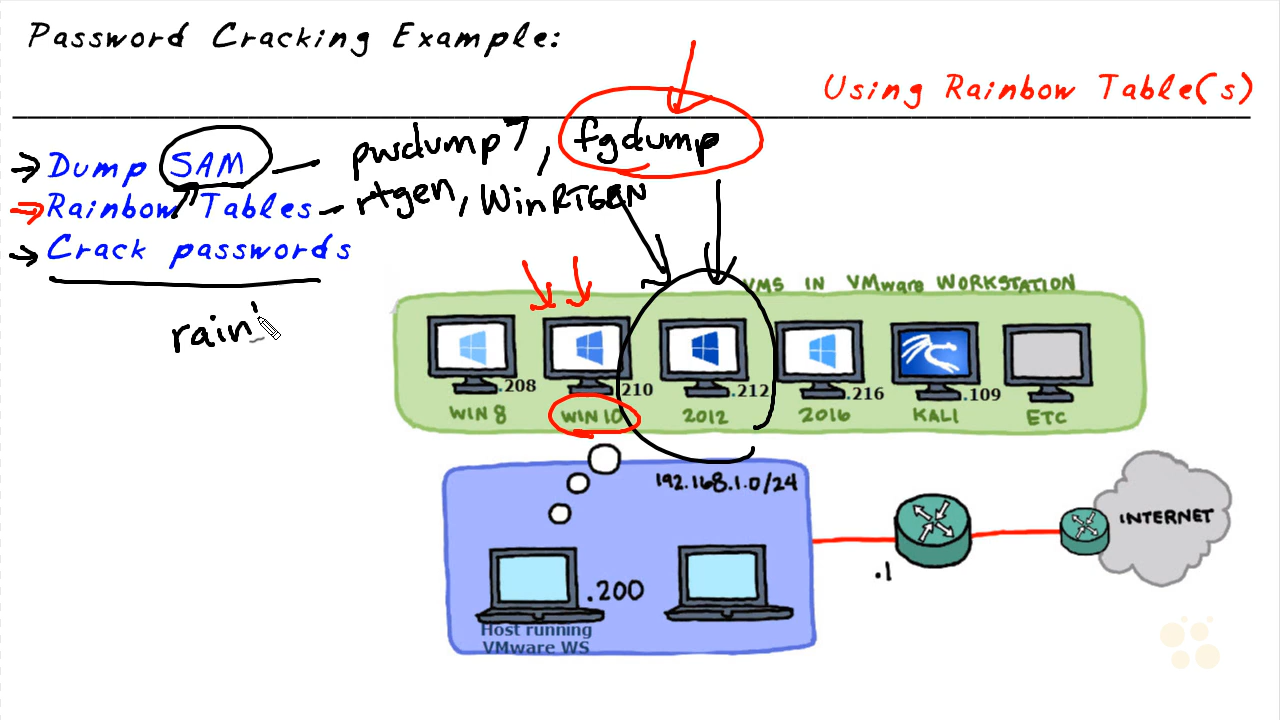 Password Cracking Example:
Using Rainbow Table(s)
Dump SAM — pwdump7, fgdump
Rainbow Tables - rtgen, WinRTGEN
Crack passwords
rain
VMS IN VMware WORKSTATION
.208 .210 .212 .216 .109
WIN 8 WIN 10 2012 2016 KALI ETC
192.168.1.0/24
INTERNET
.1
.200
Host running
VMware WS